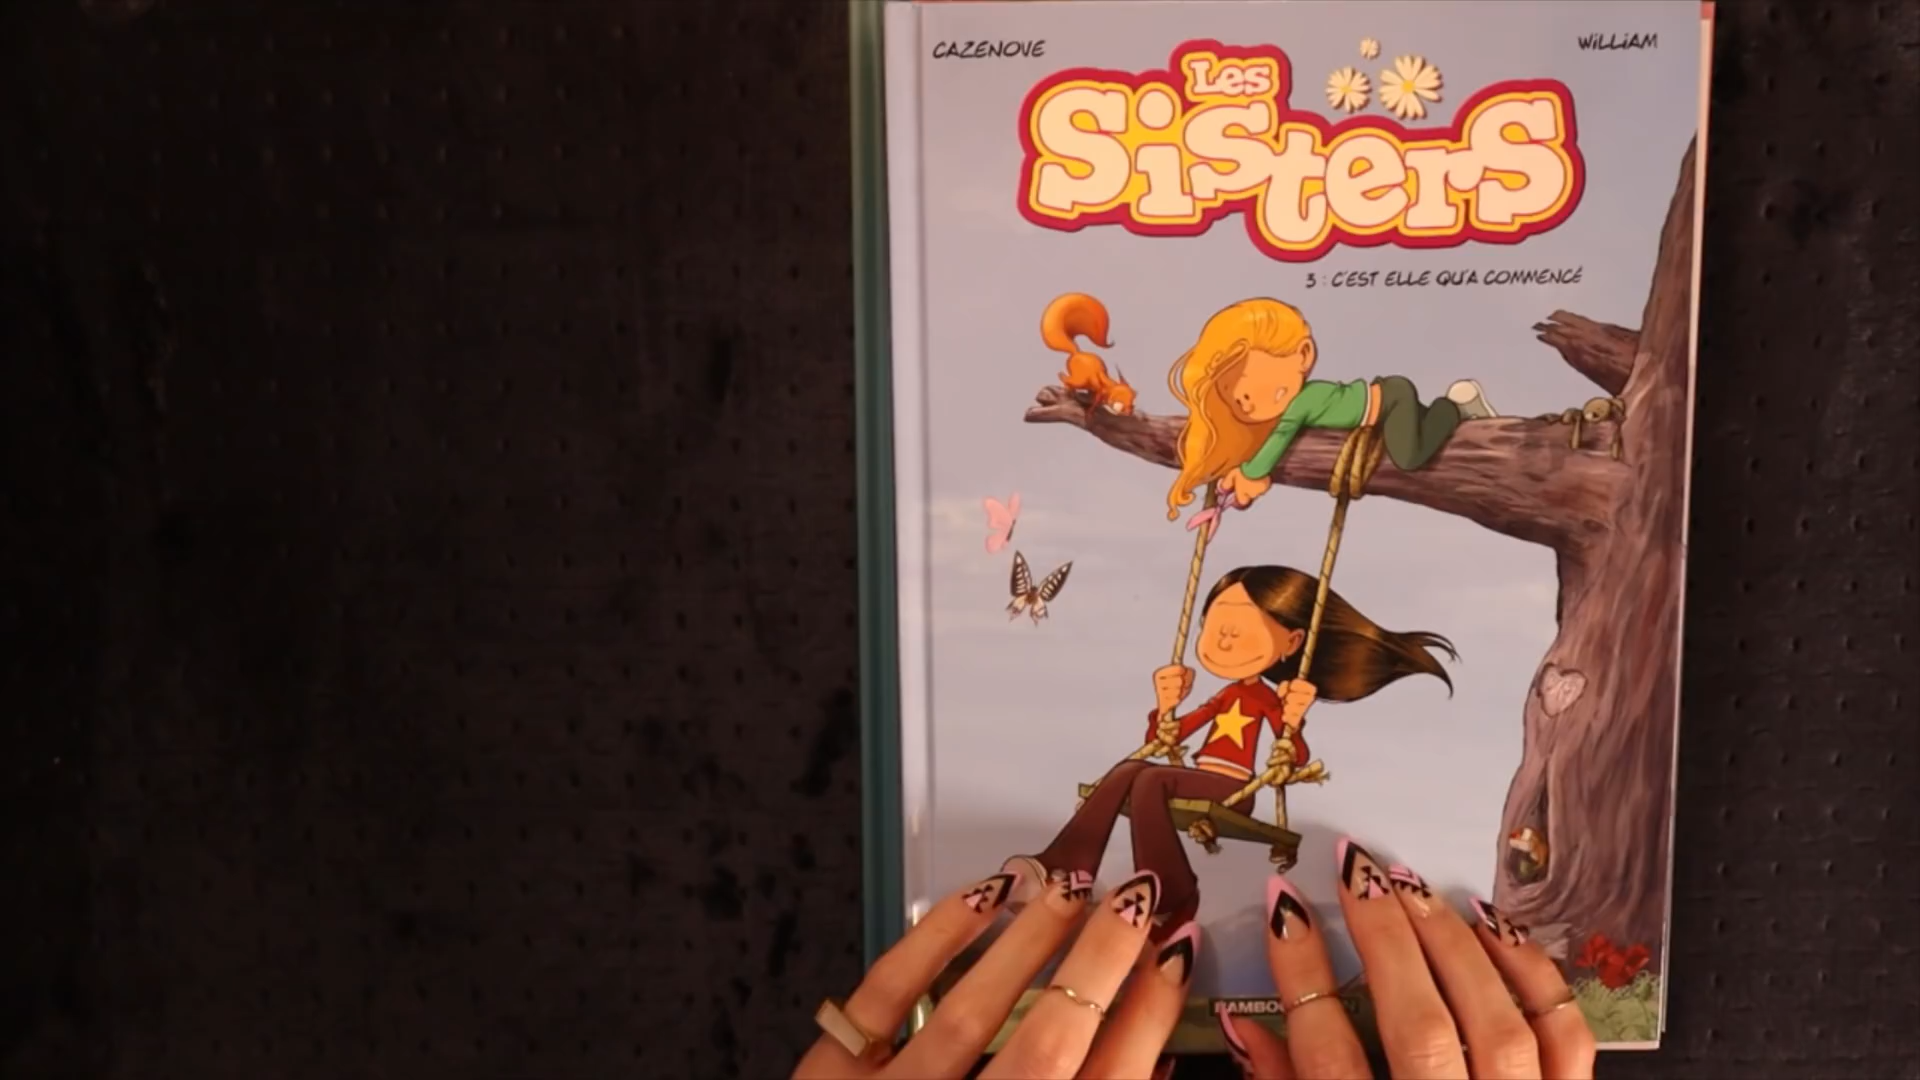 CAZENOVE
WiLLiAM
Les
SiSterS
3 : C'EST ELLE QU'A COMMENCÉ